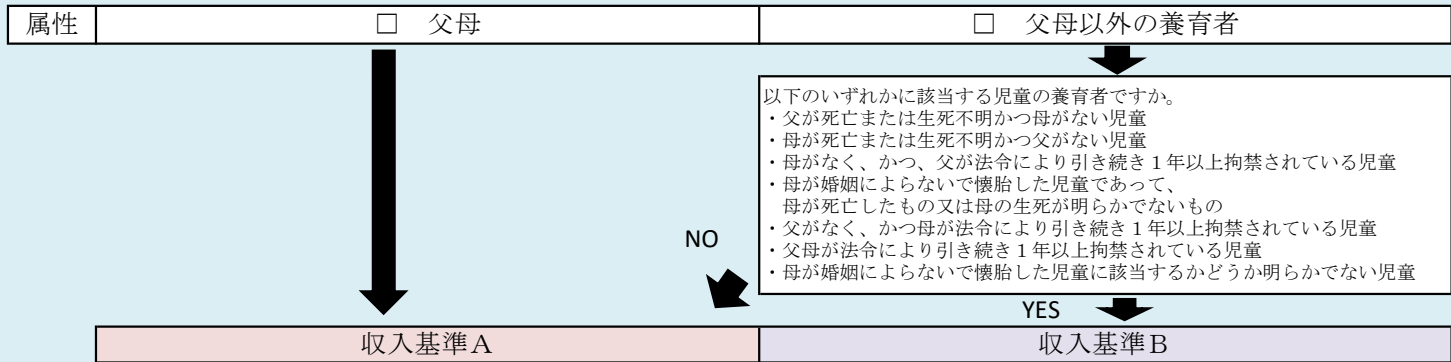 属性 □ 父母 □ 父母以外の養育者
以下のいずれかに該当する児童の養育者ですか。
・父が死亡または生死不明かつ母がない児童
・母が死亡または生死不明かつ父がない児童
・母がなく、かつ、父が法令により引き続き１年以上拘禁されている児童
・母が婚姻によらないで懐胎した児童であって、
母が死亡したもの又は母の生死が明らかでないもの
・父がなく、かつ母が法令により引き続き１年以上拘禁されている児童
・父母が法令により引き続き１年以上拘禁されている児童
・母が婚姻によらないで懐胎した児童に該当するかどうか明らかでない児童
NO
YES
収入基準Ａ 収入基準Ｂ